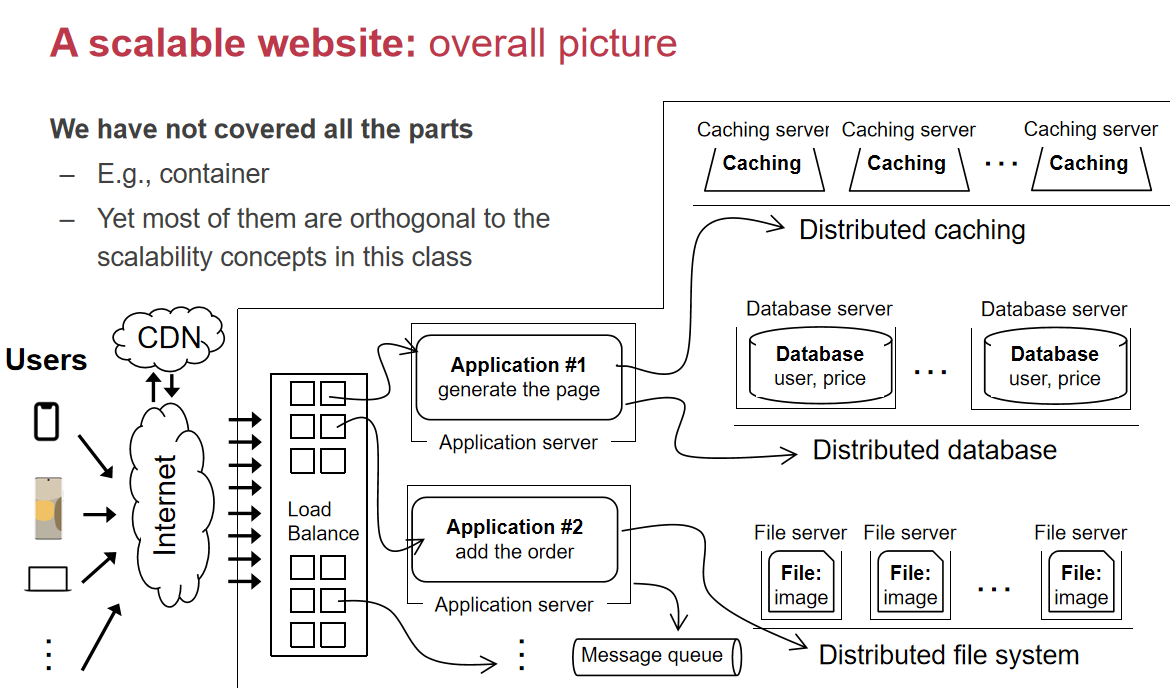 A scalable website: overall picture
We have not covered all the parts
– E.g., container
– Yet most of them are orthogonal to the
scalability concepts in this class
Users
CDN
Internet
Load
Balance
Application #1
generate the page
Application server
Application #2
add the order
Application server
⋮
⋮
Message queue
Caching server Caching server Caching server
Caching Caching ... Caching
Distributed caching
Database server Database server
Database Database
user, price ... user, price
Distributed database
File server File server File server
File: File: File:
image image ... image
Distributed file system